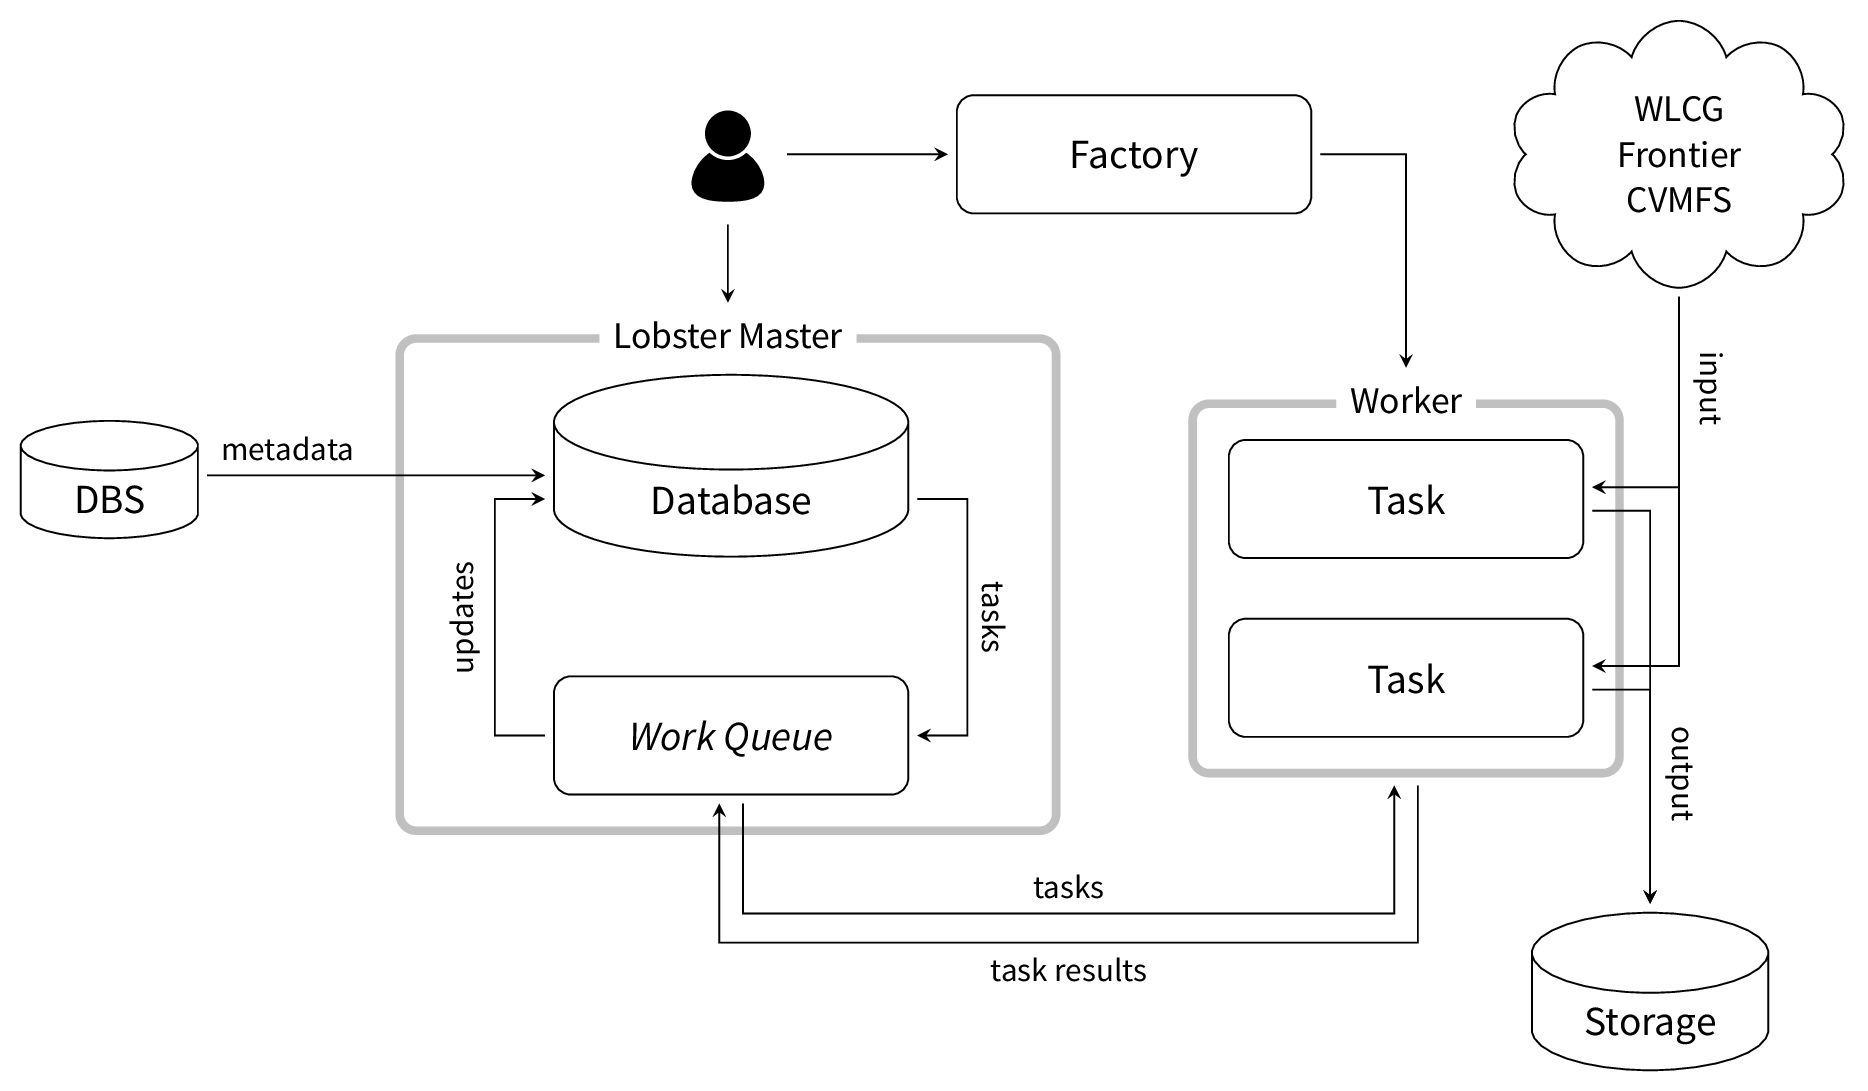 WLCG
Frontier
CVMFS
Factory
Lobster Master
input
Worker
metadata
DBS
Database
Task
updates
tasks
Task
Work Queue
output
tasks
task results
Storage